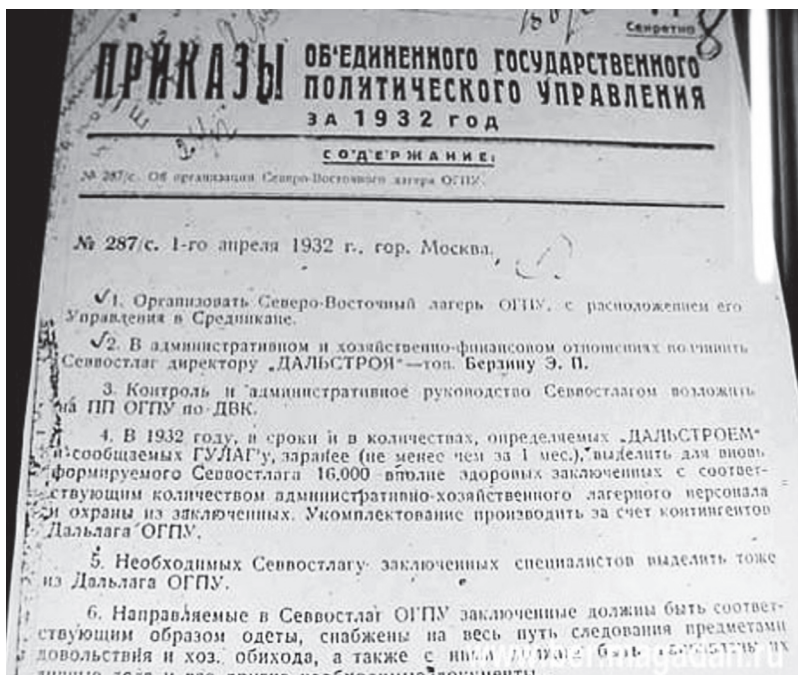 Секретно
ПРИКАЗЫ ОБ'ЕДИНЕННОГО ГОСУДАРСТВЕННОГО
ПОЛИТИЧЕСКОГО УПРАВЛЕНИЯ
ЗА 1932 ГОД
СОДЕРЖАНИЕ:
№ 287/с. Об организации Северо-Восточного лагеря ОГПУ.
№ 287/с. 1-го апреля 1932 г., гор. Москва.
1. Организовать Северо-Восточный лагерь ОГПУ, с расположением его
Управления в Средникане.
2. В административном и хозяйственно-финансовом отношениях подчинить
Севвостлаг директору „ДАЛЬСТРОЯ"—тов. Берзину Э. П.
3. Контроль и административное руководство Севвостлагом возложить
на ПП ОГПУ по ДВК.
4. В 1932 году, в сроки и в количествах, определяемых „ДАЛЬСТРОЕМ"
и сообщаемых ГУЛАГ'у, заранее (не менее чем за 1 мес.), выделить для вновь
формируемого Севвостлага 16.000 вполне здоровых заключенных с соответ-
ствующим количеством административно-хозяйственного лагерного персонала
и охраны из заключенных. Укомплектование производить за счет контингентов
Дальлага ОГПУ.
5. Необходимых Севвостлагу заключенных специалистов выделить тоже
из Дальлага ОГПУ.
6. Направляемые в Севвостлаг ОГПУ заключенные должны быть соответ-
ствующим образом одеты, снабжены на весь путь следования предметами
довольствия и хоз. обихода, а также с ними их
www.ber.magadan.ru